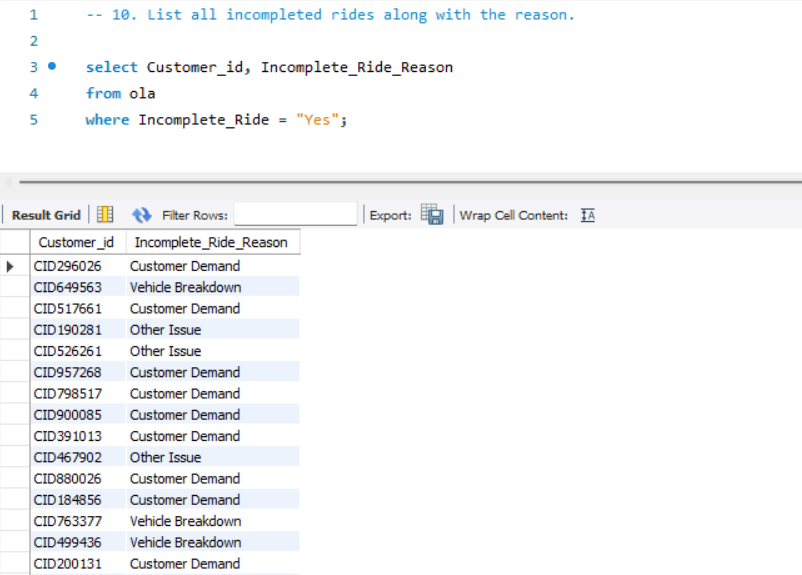 1 -- 10. List all incompleted rides along with the reason.
2
3 select Customer_id, Incomplete_Ride_Reason
4 from ola
5 where Incomplete_Ride = "Yes";
Result Grid Filter Rows: Export: Wrap Cell Content: IA
Customer_id Incomplete_Ride_Reason
CID296026 Customer Demand
CID649563 Vehicle Breakdown
CID517661 Customer Demand
CID190281 Other Issue
CID526261 Other Issue
CID957268 Customer Demand
CID798517 Customer Demand
CID900085 Customer Demand
CID391013 Customer Demand
CID467902 Other Issue
CID880026 Customer Demand
CID184856 Customer Demand
CID763377 Vehicle Breakdown
CID499436 Vehicle Breakdown
CID200131 Customer Demand